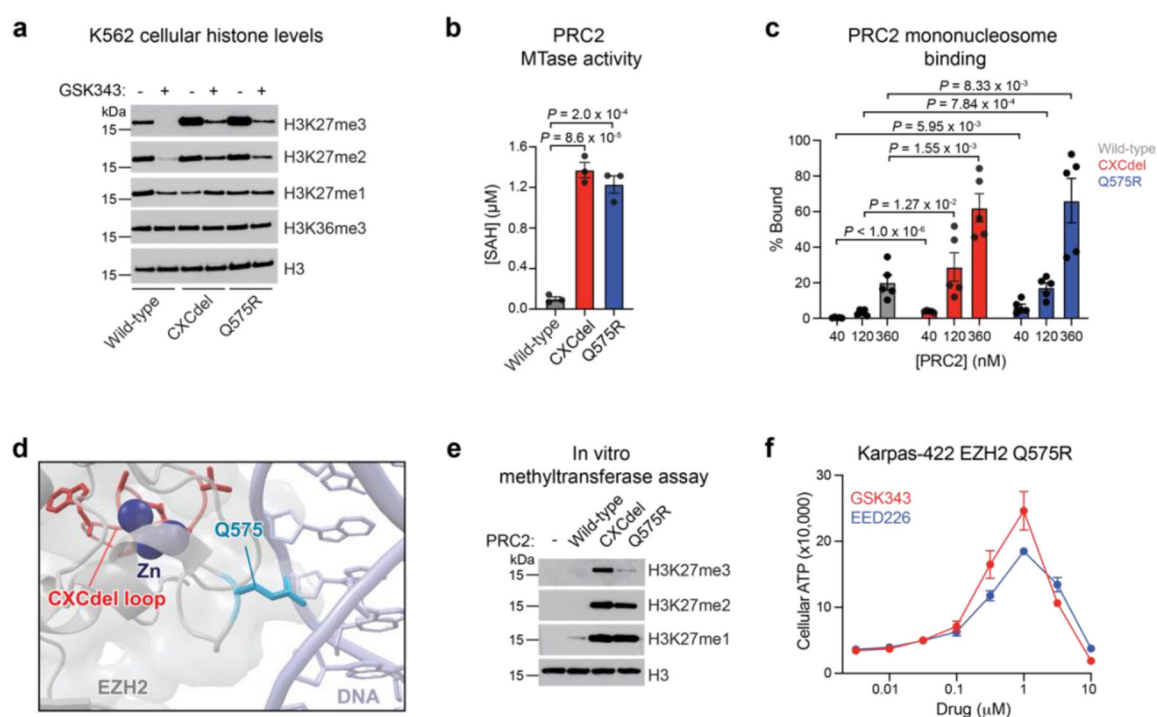 a
K562 cellular histone levels
GSK343: - + - + - +
kDa
15 H3K27me3
15 H3K27me2
15 H3K27me1
15 H3K36me3
15 H3
Wild-type CXCdel Q575R
b
PRC2
MTase activity
P = 2.0 x 10-4
P = 8.6 x 10-5
[SAH] (µM)
1.6
1.2
0.8
0.4
0.0
Wild-type CXCdel Q575R
c
PRC2 mononucleosome
binding
P = 8.33 x 10-3
P = 7.84 x 10-4
P = 5.95 x 10-3
P = 1.55 x 10-3
P = 1.27 x 10-2
P < 1.0 x 10-6
Wild-type
CXCdel
Q575R
% Bound
100
80
60
40
20
0
40 120 360 40 120 360 40 120 360
[PRC2] (nM)
d
Q575
Zn
CXCdel loop
EZH2
DNA
e
In vitro
methyltransferase assay
PRC2: - Wild-type CXCdel Q575R
kDa
15 H3K27me3
15 H3K27me2
15 H3K27me1
15 H3
f
Karpas-422 EZH2 Q575R
GSK343
EED226
Cellular ATP (x10,000)
30
20
10
0
0.01 0.1 1 10
Drug (µM)